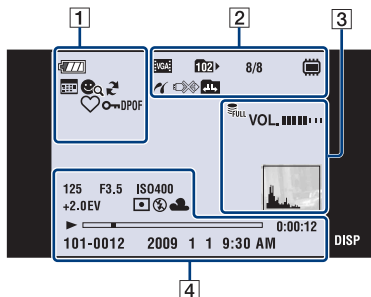 1
2
3
VGA 102 8/8
DPOF
FULL VOL.
125 F3.5 ISO400
+2.0EV
0:00:12
101-0012 2009 1 1 9:30 AM
DISP
4